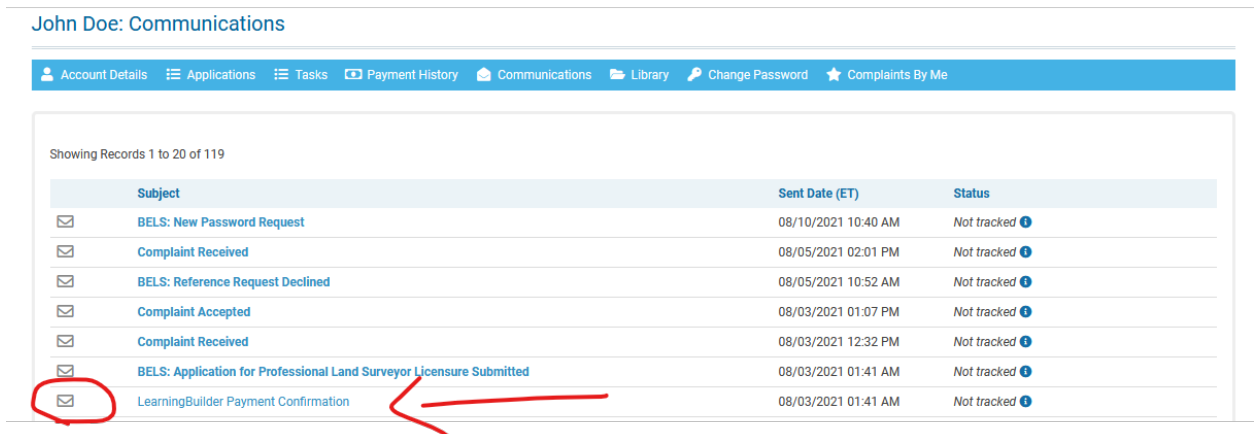 John Doe: Communications
Account Details Applications Tasks Payment History Communications Library Change Password Complaints By Me
Showing Records 1 to 20 of 119
Subject Sent Date (ET) Status
BELS: New Password Request 08/10/2021 10:40 AM Not tracked
Complaint Received 08/05/2021 02:01 PM Not tracked
BELS: Reference Request Declined 08/05/2021 10:52 AM Not tracked
Complaint Accepted 08/03/2021 01:07 PM Not tracked
Complaint Received 08/03/2021 12:32 PM Not tracked
BELS: Application for Professional Land Surveyor Licensure Submitted 08/03/2021 01:41 AM Not tracked
LearningBuilder Payment Confirmation 08/03/2021 01:41 AM Not tracked